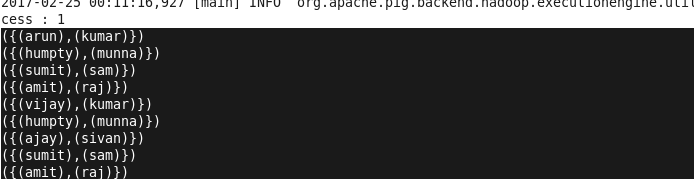 2017-02-25 00:11:16,927 [main] INFO org.apache.pig.backend.hadoop.executionengine.util
cess : 1
({(arun),(kumar)})
({(humpty),(munna)})
({(sumit),(sam)})
({(amit),(raj)})
({(vijay),(kumar)})
({(humpty),(munna)})
({(ajay),(sivan)})
({(sumit),(sam)})
({(amit),(raj)})